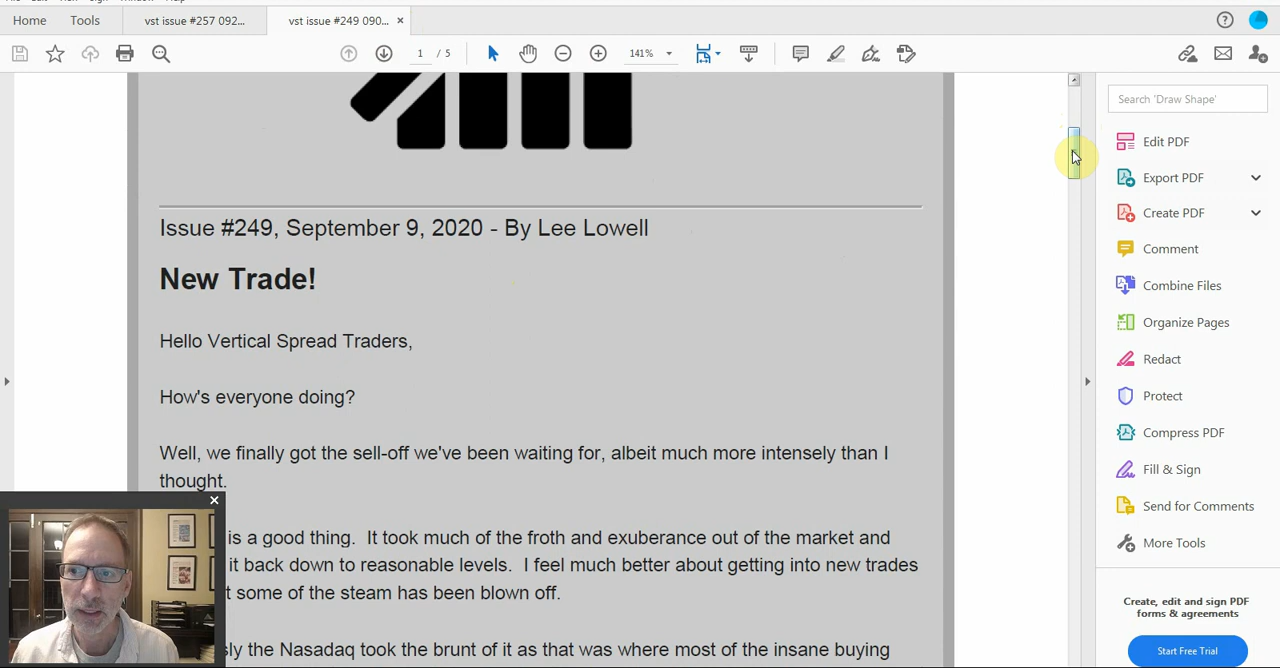 Home Tools vst issue #257 092... vst issue #249 090... ×
1 / 5 141%
Search 'Draw Shape'
Edit PDF
Export PDF
Create PDF
Comment
Combine Files
Organize Pages
Redact
Protect
Compress PDF
Fill & Sign
Send for Comments
More Tools
Create, edit and sign PDF
forms & agreements
Start Free Trial
Issue #249, September 9, 2020 - By Lee Lowell
New Trade!
Hello Vertical Spread Traders,
How's everyone doing?
Well, we finally got the sell-off we've been waiting for, albeit much more intensely than I
thought.
is a good thing. It took much of the froth and exuberance out of the market and
it back down to reasonable levels. I feel much better about getting into new trades
some of the steam has been blown off.
the Nasadaq took the brunt of it as that was where most of the insane buying